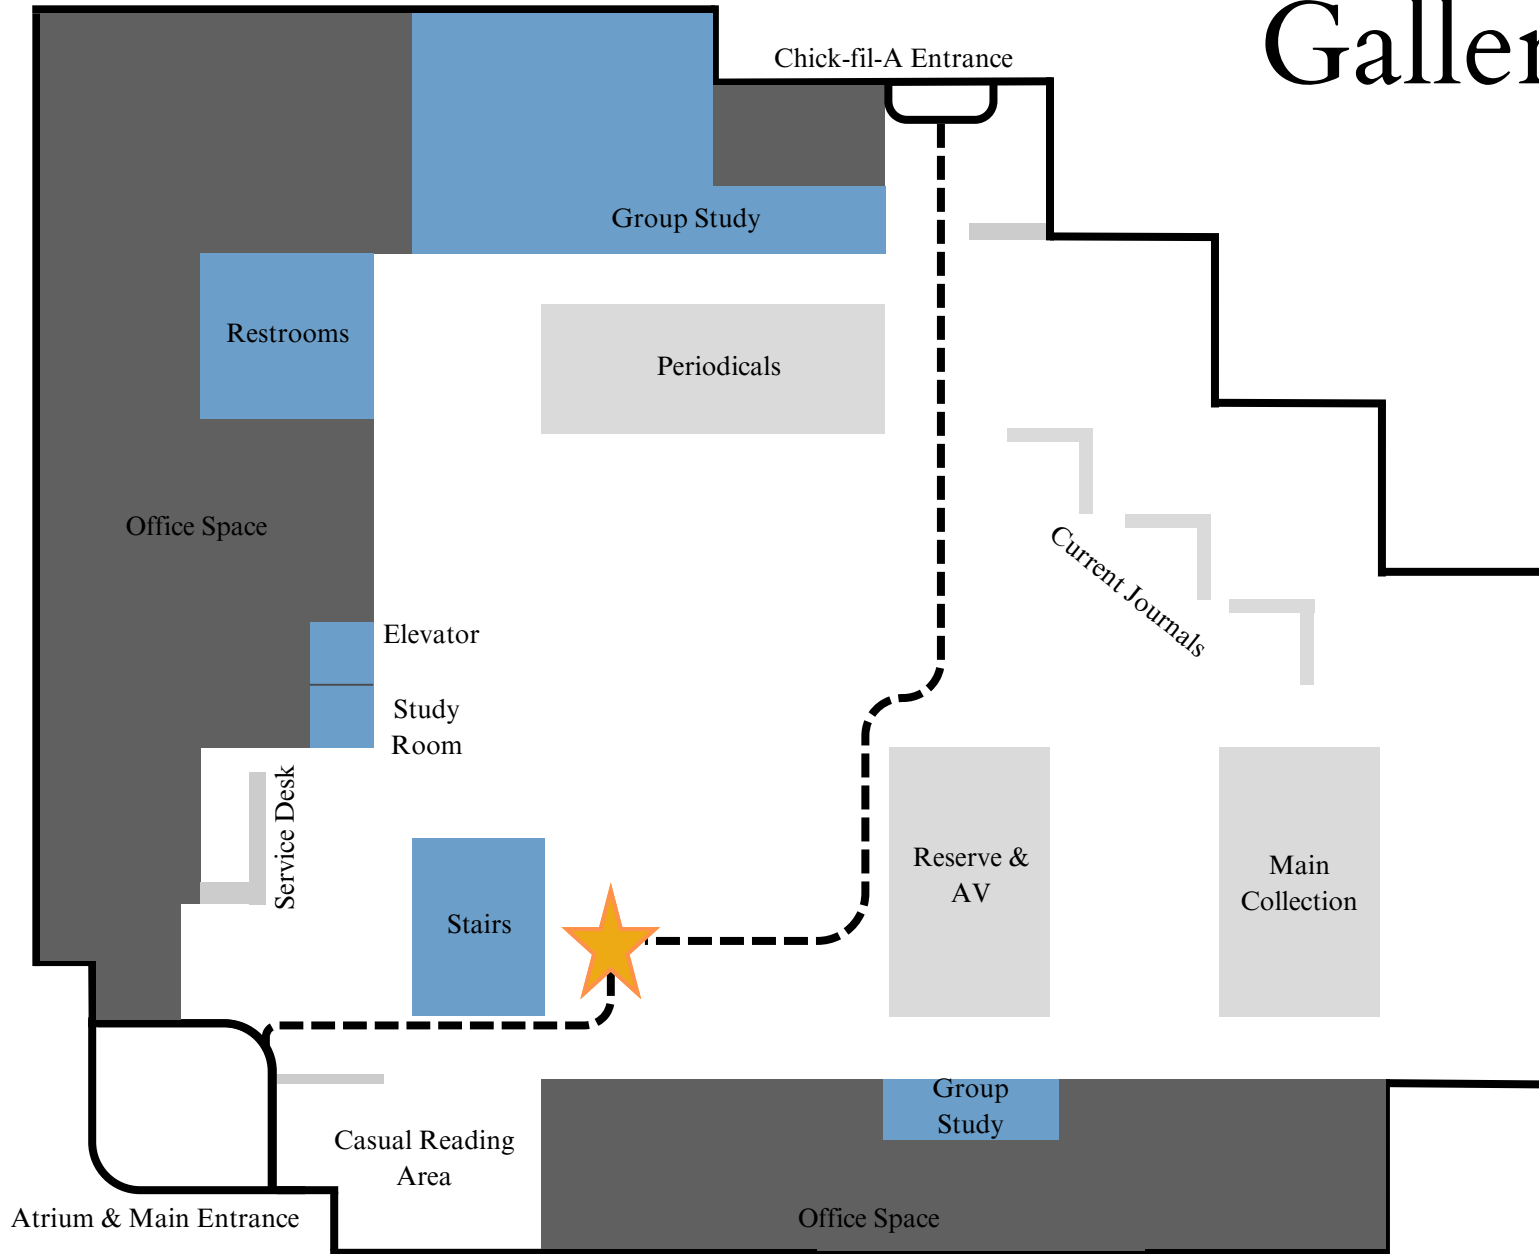 Chick-fil-A Entrance
Group Study
Restrooms
Periodicals
Office Space
Current Journals
Elevator
Study
Room
Service Desk
Stairs
Reserve &
AV
Main
Collection
Group
Study
Casual Reading
Area
Atrium & Main Entrance
Office Space